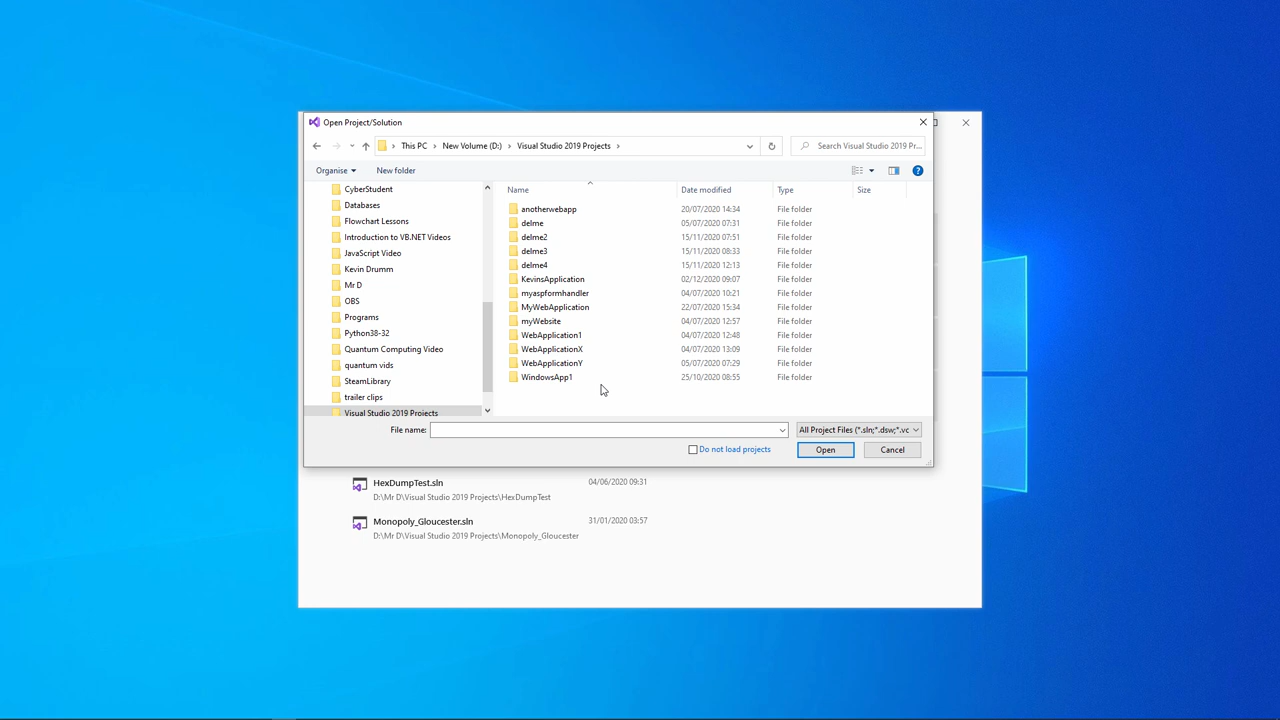 Open Project/Solution
This PC New Volume (D:) Visual Studio 2019 Projects Search Visual Studio 2019 Pr...
Organise New folder
CyberStudent
Databases
Flowchart Lessons
Introduction to VB.NET Videos
JavaScript Video
Kevin Drumm
Mr D
OBS
Programs
Python38-32
Quantum Computing Video
quantum vids
SteamLibrary
trailer clips
Visual Studio 2019 Projects
Name Date modified Type Size
anotherwebapp 20/07/2020 14:34 File folder
delme 05/07/2020 07:31 File folder
delme2 15/11/2020 07:51 File folder
delme3 15/11/2020 08:33 File folder
delme4 15/11/2020 12:13 File folder
KevinsApplication 02/12/2020 09:07 File folder
myaspformhandler 04/07/2020 10:21 File folder
MyWebApplication 22/07/2020 15:34 File folder
myWebsite 04/07/2020 12:57 File folder
WebApplication1 04/07/2020 12:48 File folder
WebApplicationX 04/07/2020 13:09 File folder
WebApplicationY 05/07/2020 07:29 File folder
WindowsApp1 25/10/2020 08:55 File folder
File name: All Project Files (*.sln;*.dsw;*.vc
Do not load projects Open Cancel
HexDumpTest.sln 04/06/2020 09:31
D:\Mr D\Visual Studio 2019 Projects\HexDumpTest
Monopoly_Gloucester.sln 31/01/2020 03:57
D:\Mr D\Visual Studio 2019 Projects\Monopoly_Gloucester